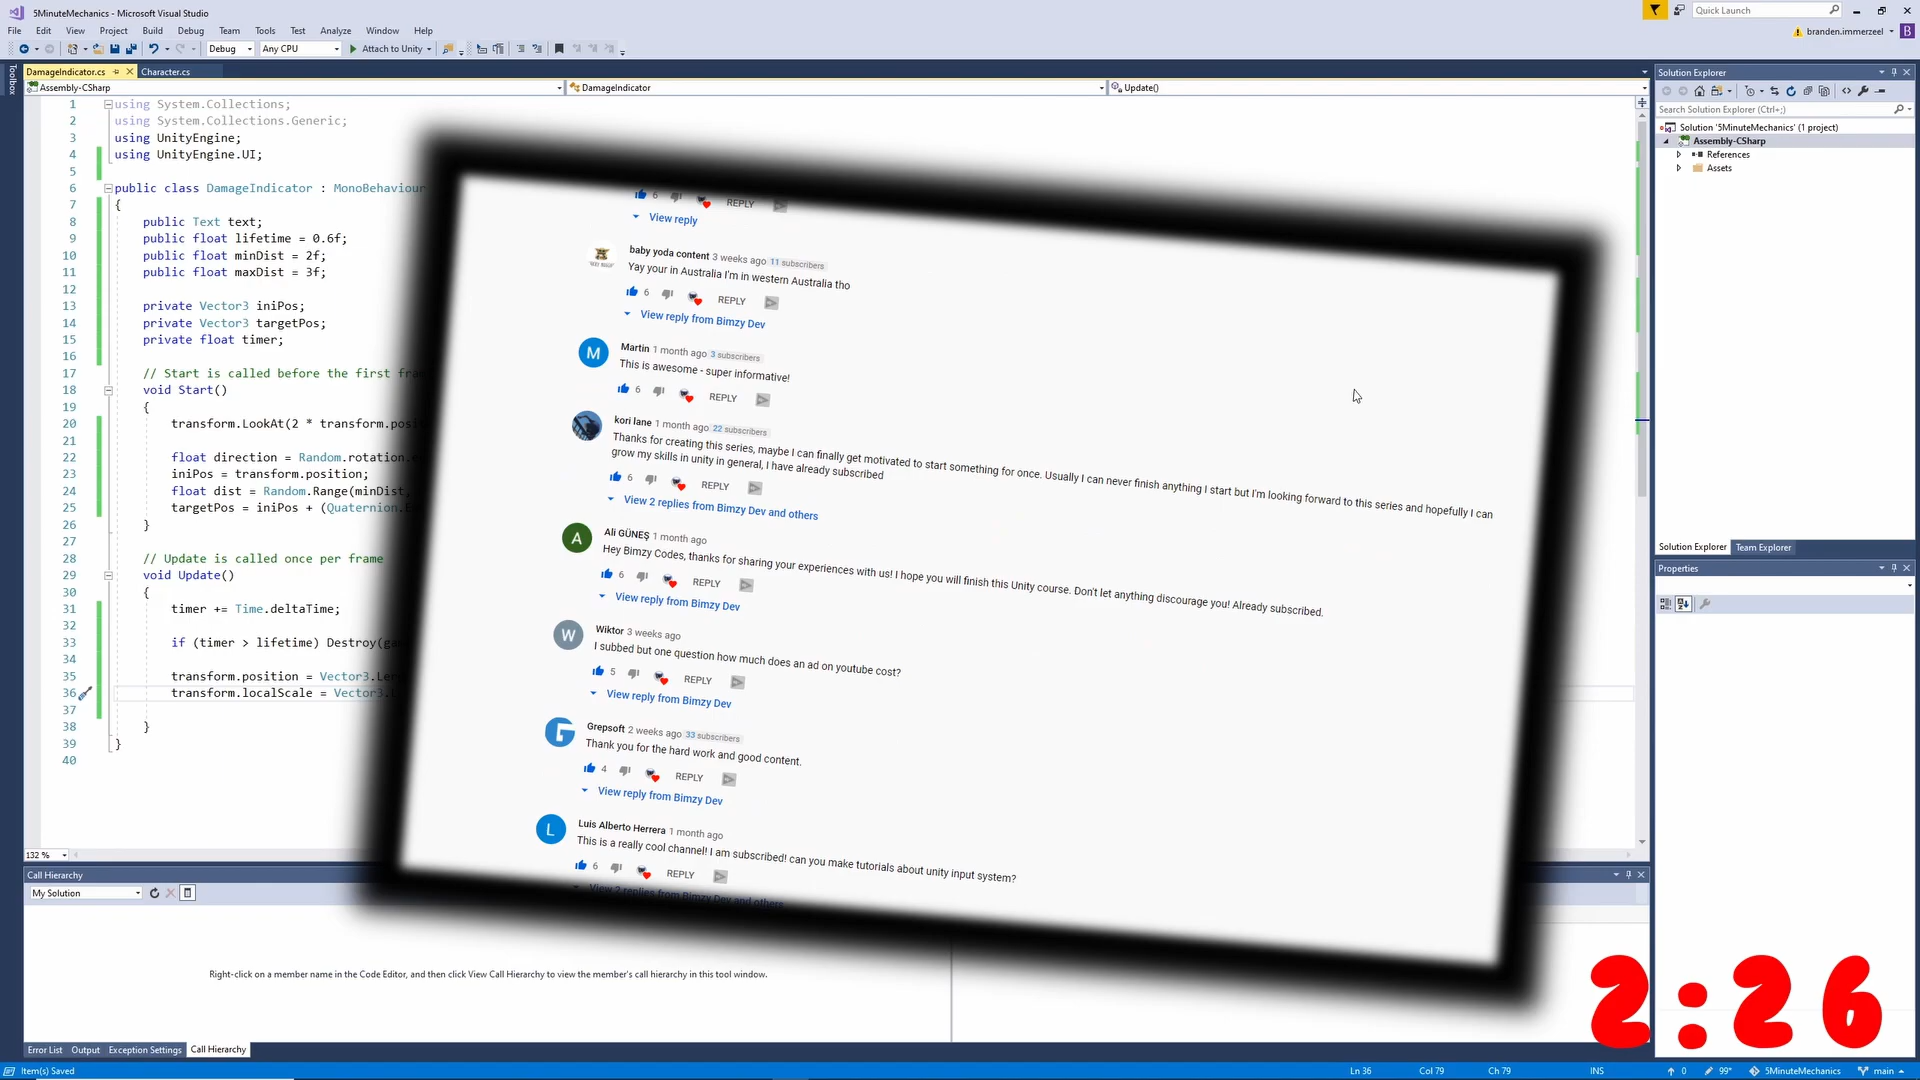 5MinuteMechanics - Microsoft Visual Studio
Quick Launch
File Edit View Project Build Debug Team Tools Test Analyze Window Help
branden.immerzeel
B
Debug Any CPU Attach to Unity
Toolbox
DamageIndicator.cs Character.cs
Assembly-CSharp DamageIndicator Update()
1 using System.Collections;
2 using System.Collections.Generic;
3 using UnityEngine;
4 using UnityEngine.UI;
5
6 public class DamageIndicator : MonoBehaviour
7 {
8 public Text text;
9 public float lifetime = 0.6f;
10 public float minDist = 2f;
11 public float maxDist = 3f;
12
13 private Vector3 iniPos;
14 private Vector3 targetPos;
15 private float timer;
16
17 // Start is called before the first
18 void Start()
19 {
20 transform.LookAt(2 *
21
22 float direction =
23 iniPos = transform.position;
24 float dist = Random.Range(minDist,
25 targetPos = iniPos +
26 }
27
28 // Update is called once per frame
29 void Update()
30 {
31 timer += Time.deltaTime;
32
33 if (timer > lifetime)
34
35 transform.position =
36 transform.localScale =
37
38 }
39 }
40
132 %
6 REPLY
View reply
baby yoda content 3 weeks ago 11 subscribers
Yay your in Australia I'm in western Australia tho
6 REPLY
View reply from Bimzy Dev
M
Martin 1 month ago 3 subscribers
This is awesome - super informative!
6 REPLY
kori lane 1 month ago 22 subscribers
Thanks for creating this series, maybe I can finally get motivated to start something for once. Usually I can never finish anything I start but I'm looking forward to this series and hopefully I can
grow my skills in unity in general, I have already subscribed
6 REPLY
View 2 replies from Bimzy Dev and others
A
Ali GÜNEŞ 1 month ago
Hey Bimzy Codes, thanks for sharing your experiences with us! I hope you will finish this Unity course. Don't let anything discourage you! Already subscribed.
6 REPLY
View reply from Bimzy Dev
W
Wiktor 3 weeks ago
I subbed but one question how much does an ad on youtube cost?
5 REPLY
View reply from Bimzy Dev
Grepsoft 2 weeks ago 33 subscribers
Thank you for the hard work and good content.
4 REPLY
View reply from Bimzy Dev
L
Luis Alberto Herrera 1 month ago
This is a really cool channel! I am subscribed! can you make tutorials about unity input system?
6 REPLY
View 2 replies from Bimzy Dev and others
Solution Explorer
Search Solution Explorer (Ctrl+;)
Solution '5MinuteMechanics' (1 project)
Assembly-CSharp
References
Assets
Solution Explorer Team Explorer
Properties
Call Hierarchy
My Solution
Right-click on a member name in the Code Editor, and then click View Call Hierarchy to view the member's call hierarchy in this tool window.
2:26
Error List Output Exception Settings Call Hierarchy
Item(s) Saved Ln 36 Col 79 Ch 79 INS 0 99* 5MinuteMechanics main